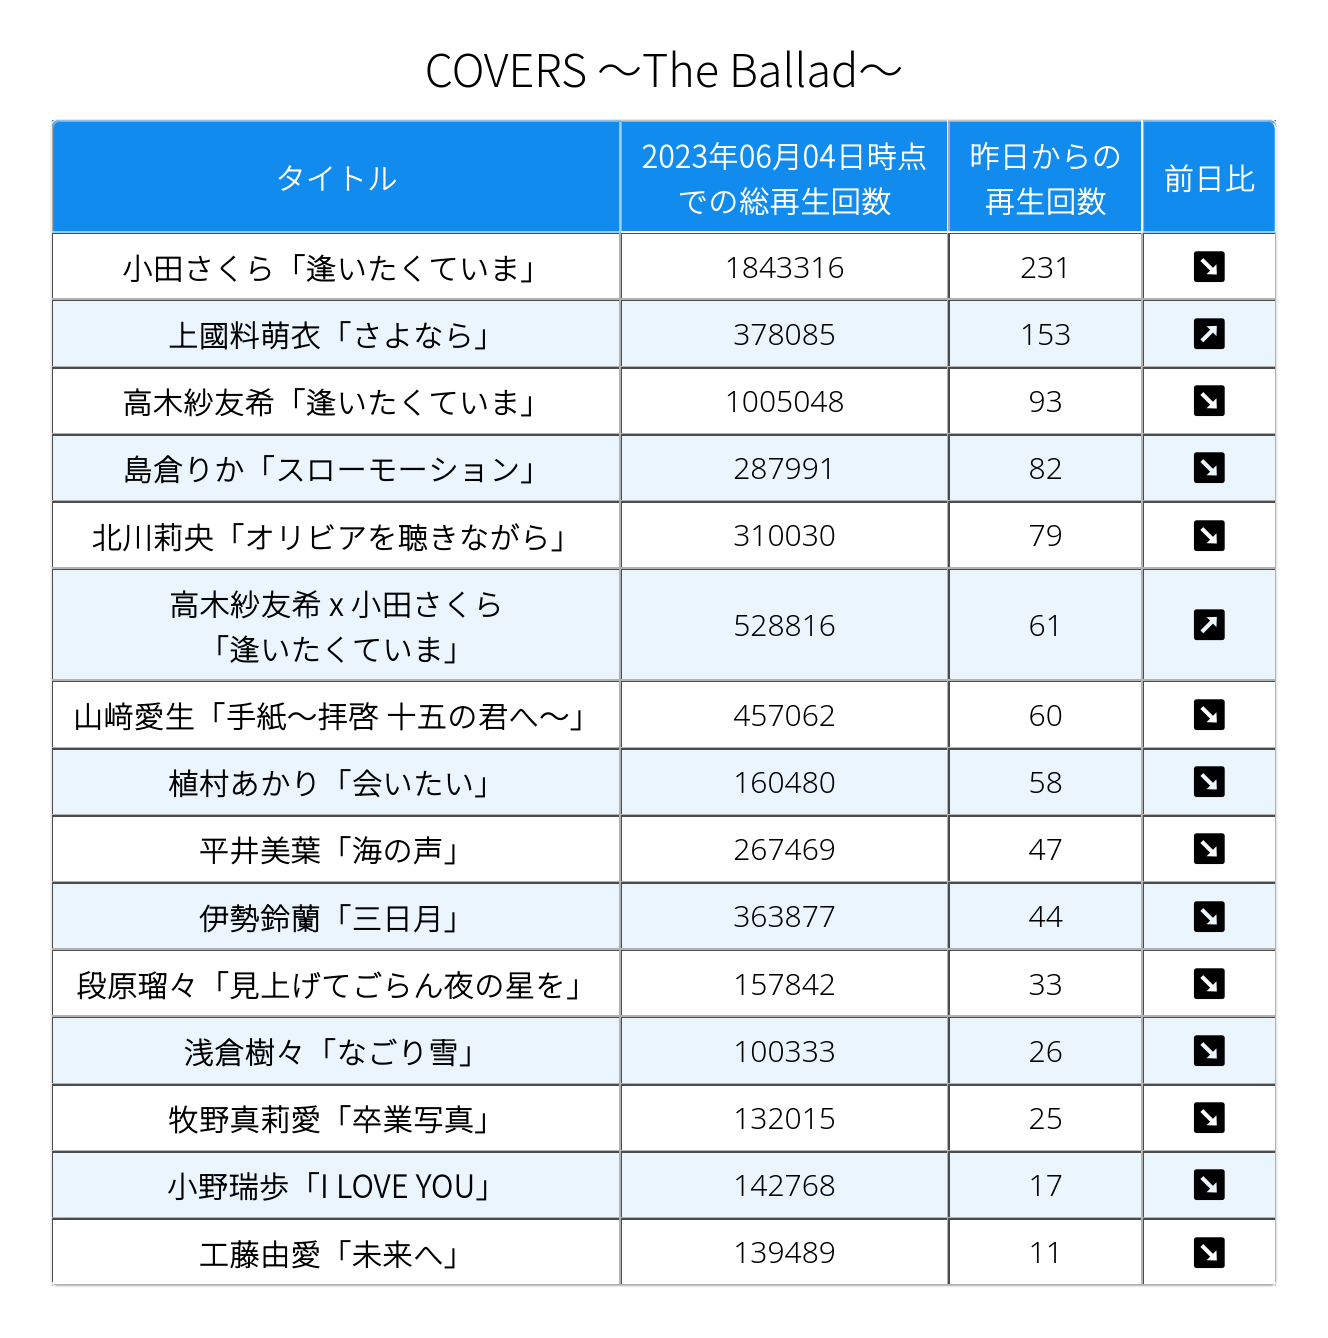 COVERS ～The Ballad～
タイトル
2023年06月04日時点
での総再生回数
昨日からの
再生回数
前日比
小田さくら「逢いたくていま」 1843316 231 ↘
上國料萌衣「さよなら」 378085 153 ↗
高木紗友希「逢いたくていま」 1005048 93 ↘
島倉りか「スローモーション」 287991 82 ↘
北川莉央「オリビアを聴きながら」 310030 79 ↘
高木紗友希 x 小田さくら
「逢いたくていま」 528816 61 ↗
山﨑愛生「手紙～拝啓 十五の君へ～」 457062 60 ↘
植村あかり「会いたい」 160480 58 ↘
平井美葉「海の声」 267469 47 ↘
伊勢鈴蘭「三日月」 363877 44 ↘
段原瑠々「見上げてごらん夜の星を」 157842 33 ↘
浅倉樹々「なごり雪」 100333 26 ↘
牧野真莉愛「卒業写真」 132015 25 ↘
小野瑞歩「I LOVE YOU」 142768 17 ↘
工藤由愛「未来へ」 139489 11 ↘